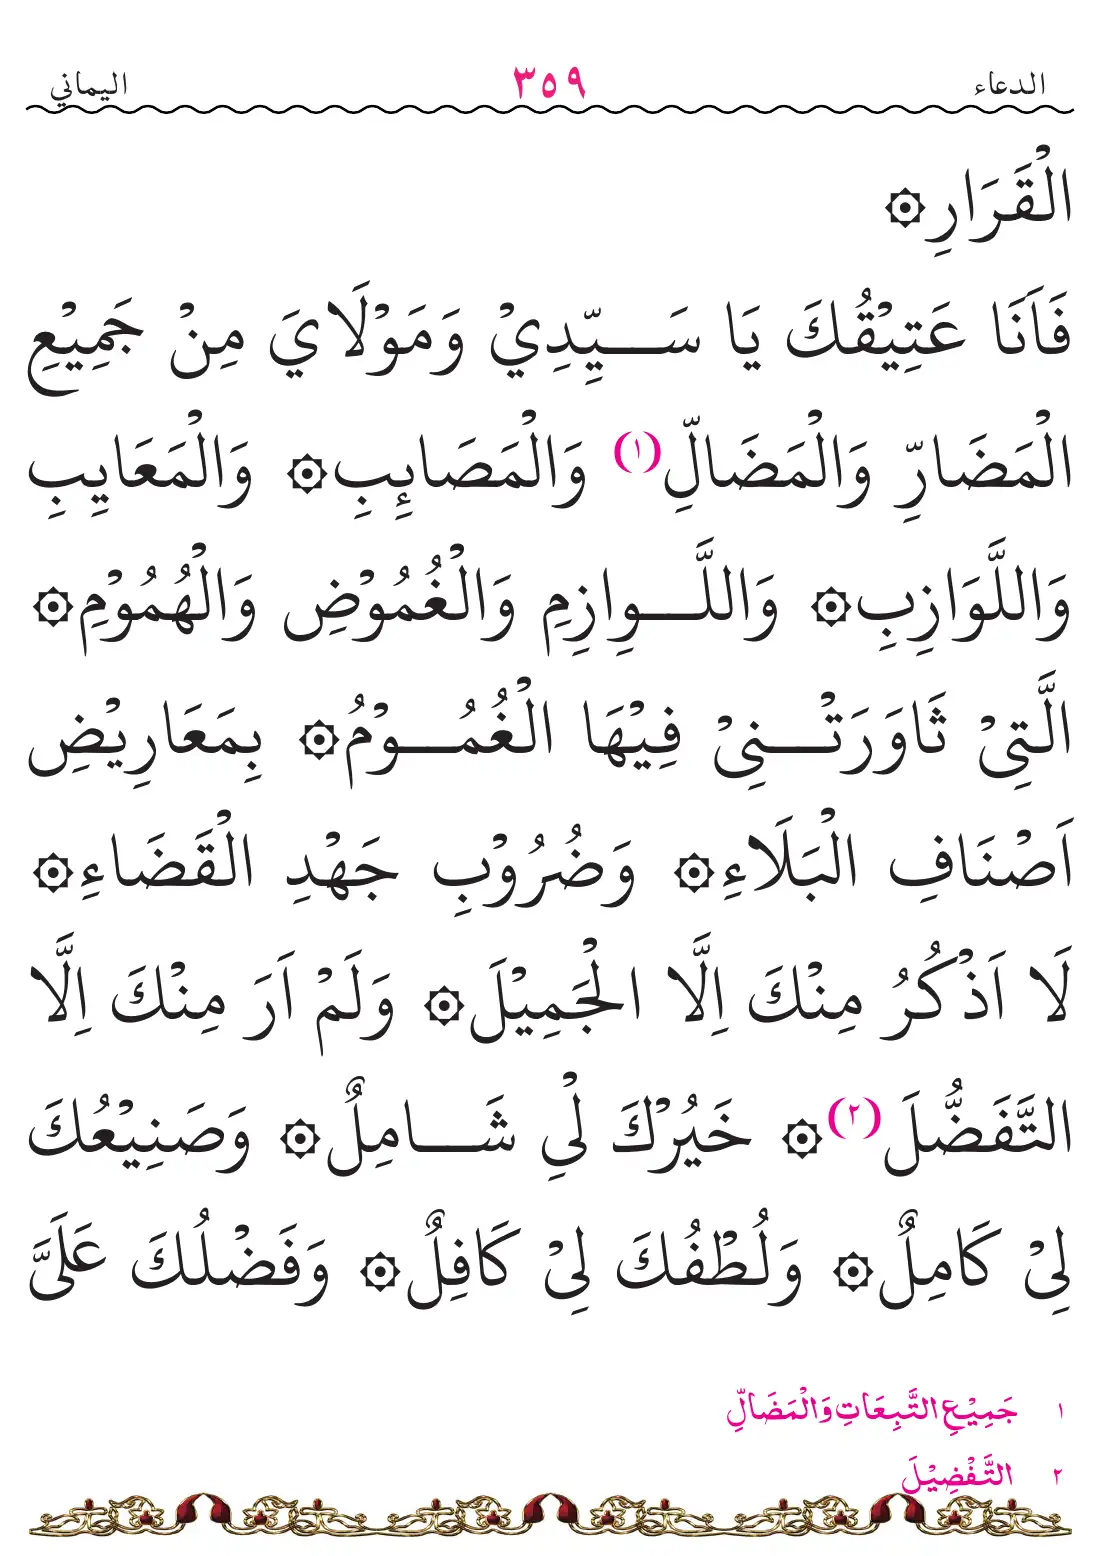 الدعاء ٣٥٩ اليماني
الْقَرَارِ۞
فَاَنَا عَتِيْقُكَ يَا سَـــيِّدِيْ وَمَوْلَايَ مِنْ جَمِيْعِ
الْمَضَارِّ وَالْمَضَالِّ(١) وَالْمَصَائِبِ۞ وَالْمَعَايِبِ
وَاللَّوَازِبِ۞ وَاللَّـــوِازِمِ وَالْغُمُوْضِ وَالْهُمُوْمِ۞
الَّتِىْ ثَاوَرَتْـــنِىْ فِيْهَا الْغُمُـــوْمُ۞ بِمَعَارِيْضِ
اَصْنَافِ الْبَلَاءِ۞ وَضُرُوْبِ جَهْدِ الْقَضَاءِ۞
لَا اَذْكُرُ مِنْكَ اِلَّا الْجَمِيْلَ۞ وَلَمْ اَرَ مِنْكَ اِلَّا
التَّفَضُّلَ(٢)۞ خَيْرُكَ لْيِ شَـــامِلٌ۞ وَصَنِيْعُكَ
لِىْ كَامِلٌ۞ وَلُطْفُكَ لِىْ كَافِلٌ۞ وَفَضْلُكَ عَلَىَّ
١ جَمِيْعِ التَّبِعَاتِ وَالْمَضَالِّ
٢ التَّفْضِيْلَ